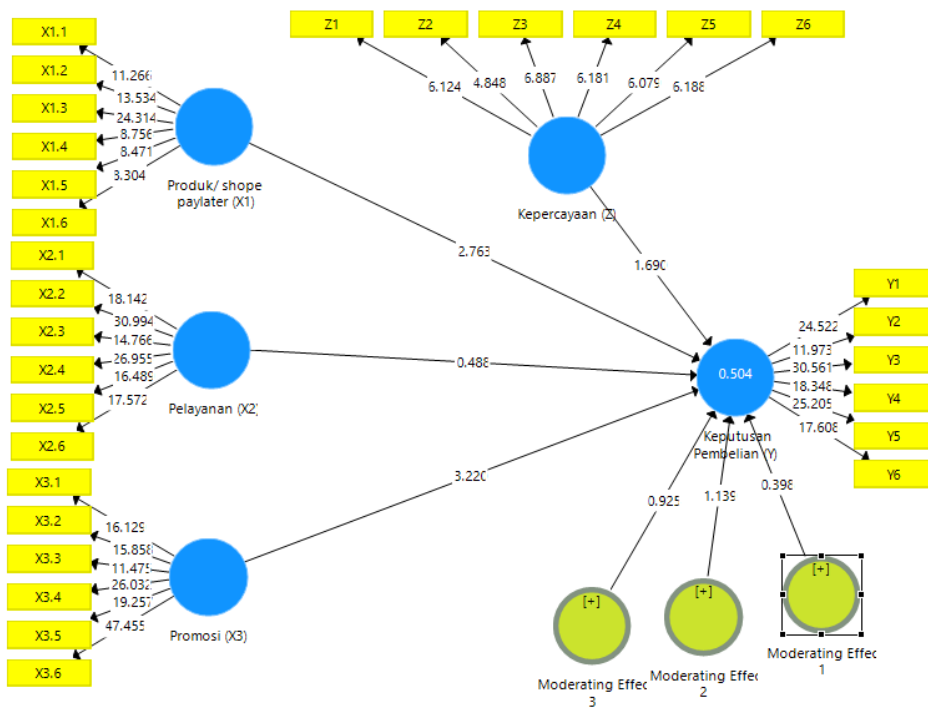 X1.1
X1.2
X1.3
X1.4
X1.5
X1.6
11.266
13.534
24.314
8.756
8.471
Produk/ shope
paylater (X1)
X2.1
X2.2
X2.3
X2.4
X2.5
X2.6
18.142
30.994
14.766
26.955
16.489
17.572
Pelayanan (X2)
X3.1
X3.2
X3.3
X3.4
X3.5
X3.6
16.129
15.858
11.475
26.032
19.257
47.455
Promosi (X3)
Z1
Z2
Z3
Z4
Z5
Z6
6.124
4.848
6.887
6.181
6.079
6.188
Kepercayaan (Z)
2.763
0.488
3.220
1.690
0.504
Keputusan
Pembelian (Y)
24.522
11.973
30.561
18.348
25.205
17.608
Y1
Y2
Y3
Y4
Y5
Y6
0.925
1.139
0.398
[+]
Moderating Effec
3
[+]
Moderating Effec
2
[+]
Moderating Effec
1